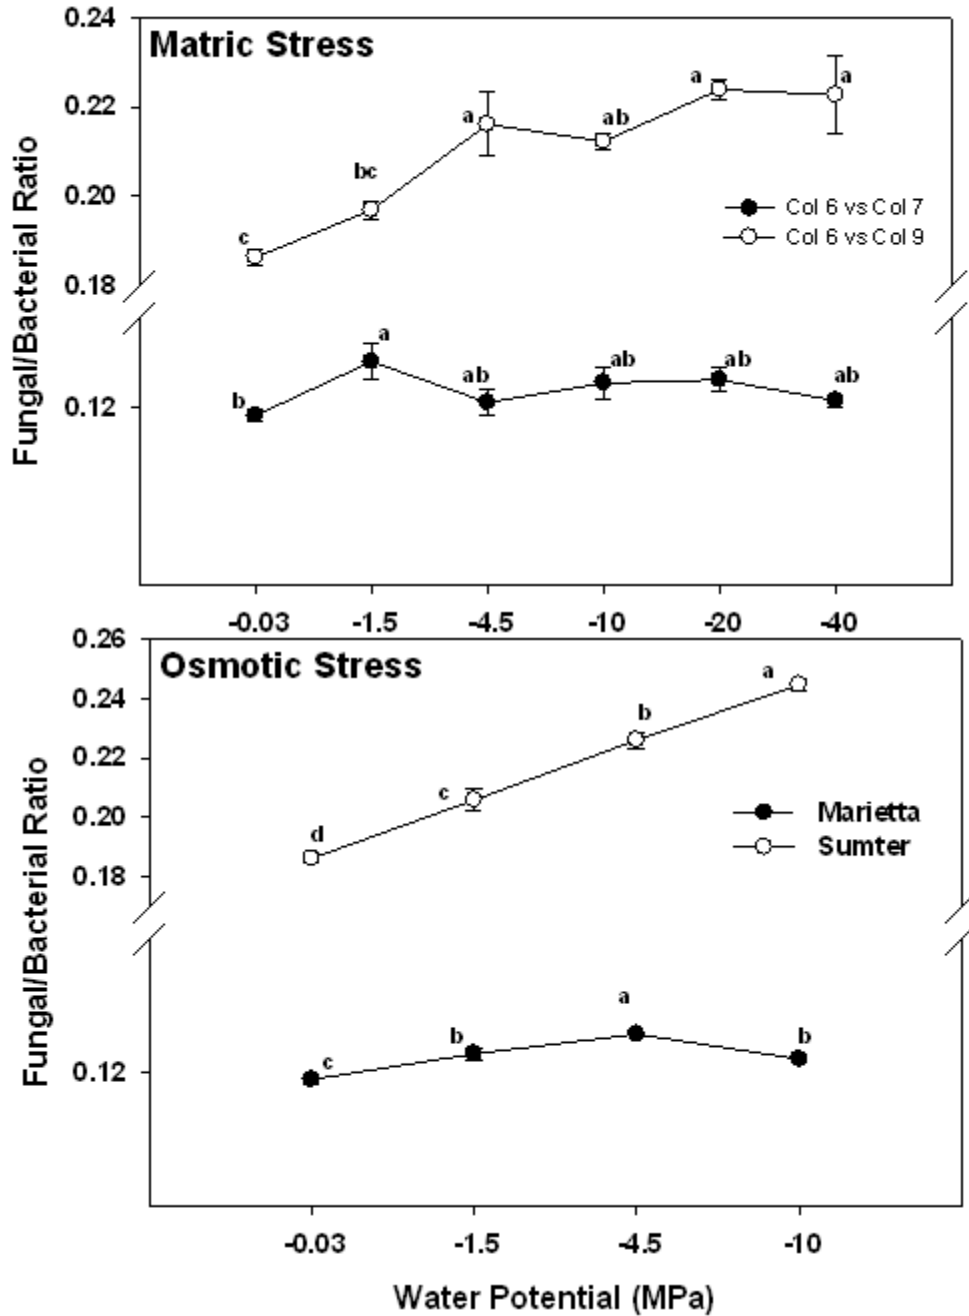 0.24
Matric Stress
a
a
0.22
a
ab
bc
0.20
Col 6 vs Col 7
Col 6 vs Col 9
c
0.18
a
ab
ab
ab
ab
b
0.12
Fungal/Bacterial Ratio
-0.03 -1.5 -4.5 -10 -20 -40
0.26
Osmotic Stress
a
0.24
b
0.22
c
0.20
Marietta
Sumter
d
0.18
a
b
b
c
0.12
Fungal/Bacterial Ratio
-0.03 -1.5 -4.5 -10
Water Potential (MPa)